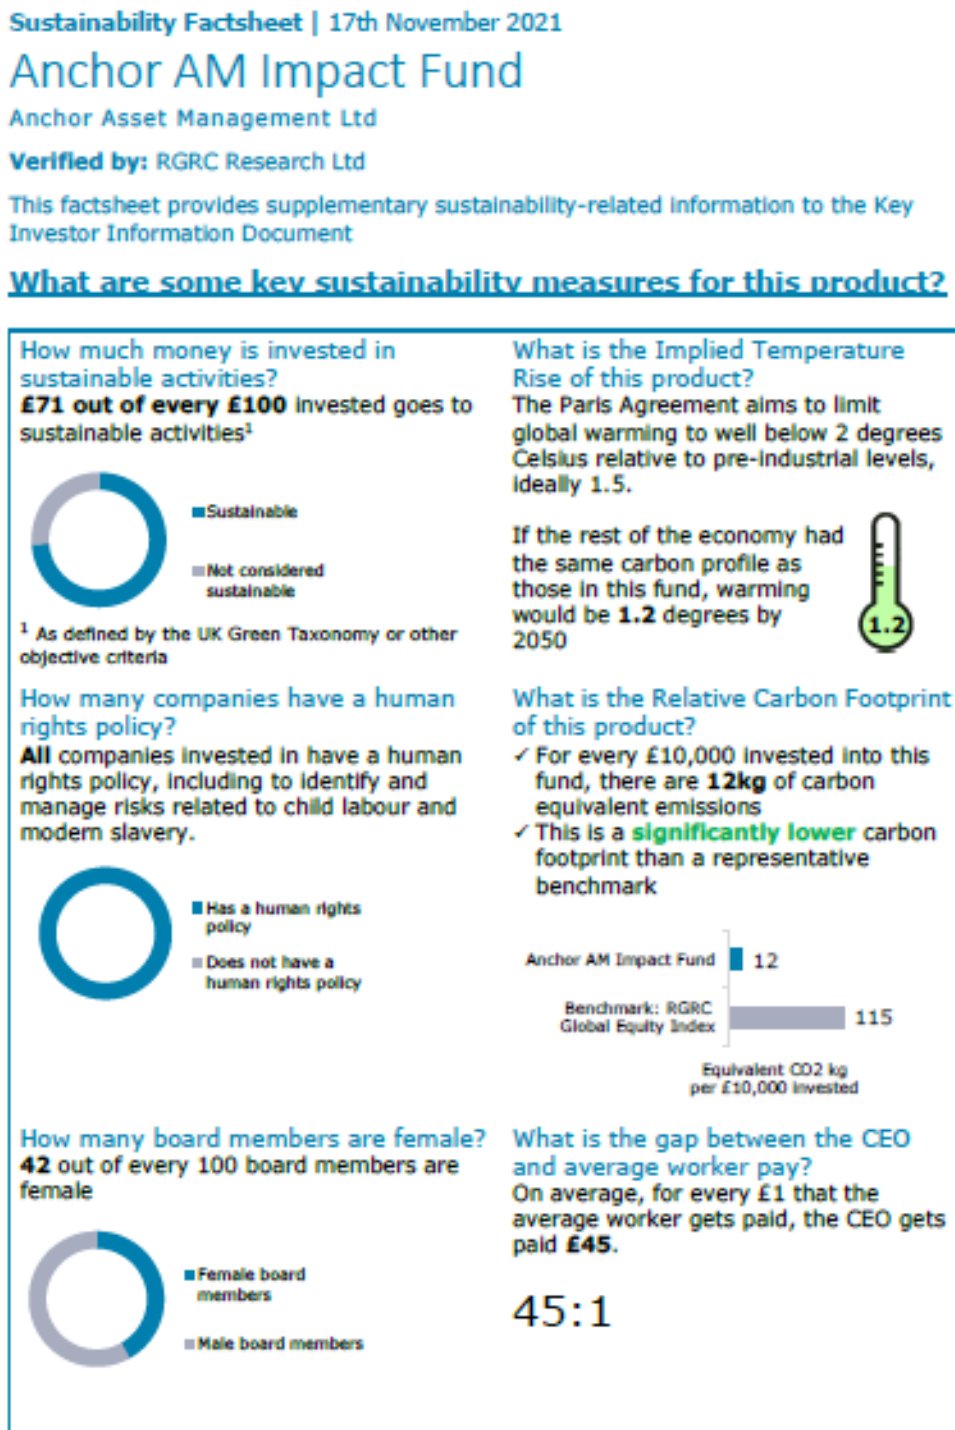 Sustainability Factsheet | 17th November 2021
Anchor AM Impact Fund
Anchor Asset Management Ltd
Verified by: RGRC Research Ltd
This factsheet provides supplementary sustainability-related information to the Key
Investor Information Document
What are some key sustainability measures for this product?
How much money is invested in
sustainable activities?
£71 out of every £100 invested goes to
sustainable activities¹
Sustainable
Not considered
sustainable
¹ As defined by the UK Green Taxonomy or other
objective criteria
What is the Implied Temperature
Rise of this product?
The Paris Agreement aims to limit
global warming to well below 2 degrees
Celsius relative to pre-industrial levels,
ideally 1.5.
If the rest of the economy had
the same carbon profile as
those in this fund, warming
would be 1.2 degrees by
2050
1.2
How many companies have a human
rights policy?
All companies invested in have a human
rights policy, including to identify and
manage risks related to child labour and
modern slavery.
Has a human rights
policy
Does not have a
human rights policy
What is the Relative Carbon Footprint
of this product?
✓ For every £10,000 invested into this
fund, there are 12kg of carbon
equivalent emissions
✓ This is a significantly lower carbon
footprint than a representative
benchmark
Anchor AM Impact Fund 12
Benchmark: RGRC
Global Equity Index 115
Equivalent CO2 kg
per £10,000 invested
How many board members are female?
42 out of every 100 board members are
female
Female board
members
Male board members
What is the gap between the CEO
and average worker pay?
On average, for every £1 that the
average worker gets paid, the CEO gets
paid £45.
45:1